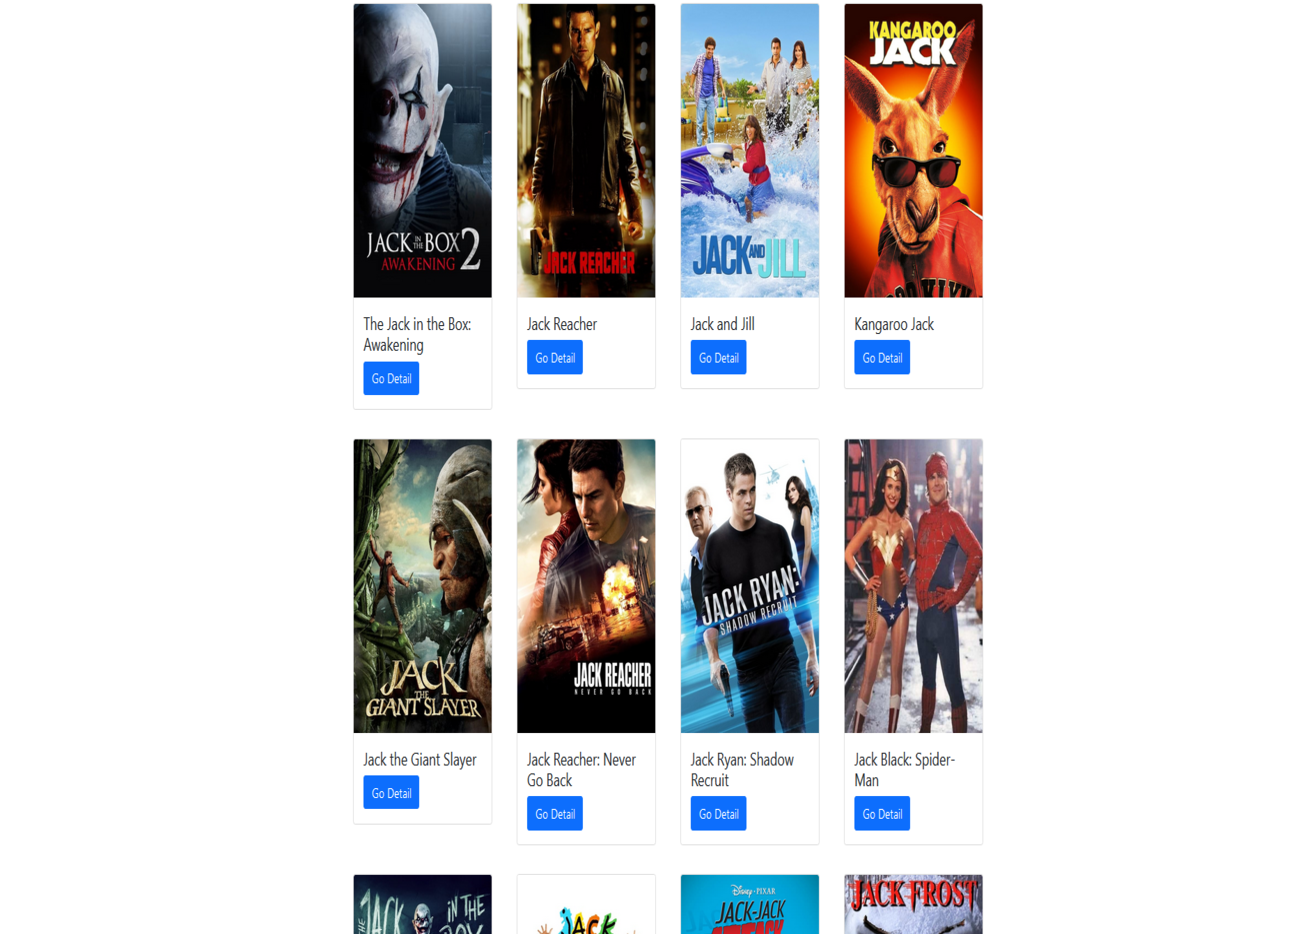 JACK IN THE BOX 2
AWAKENING
JACK REACHER
JACK AND JILL
KANGAROO
JACK
The Jack in the Box:
Awakening
Go Detail
Jack Reacher
Go Detail
Jack and Jill
Go Detail
Kangaroo Jack
Go Detail
JACK
THE
GIANT SLAYER
JACK REACHER
NEVER GO BACK
JACK RYAN:
SHADOW RECRUIT
Jack the Giant Slayer
Go Detail
Jack Reacher: Never
Go Back
Go Detail
Jack Ryan: Shadow
Recruit
Go Detail
Jack Black: Spider-
Man
Go Detail
THE JACK IN THE
JACK
Disney PIXAR
JACK-JACK
JACK FROST